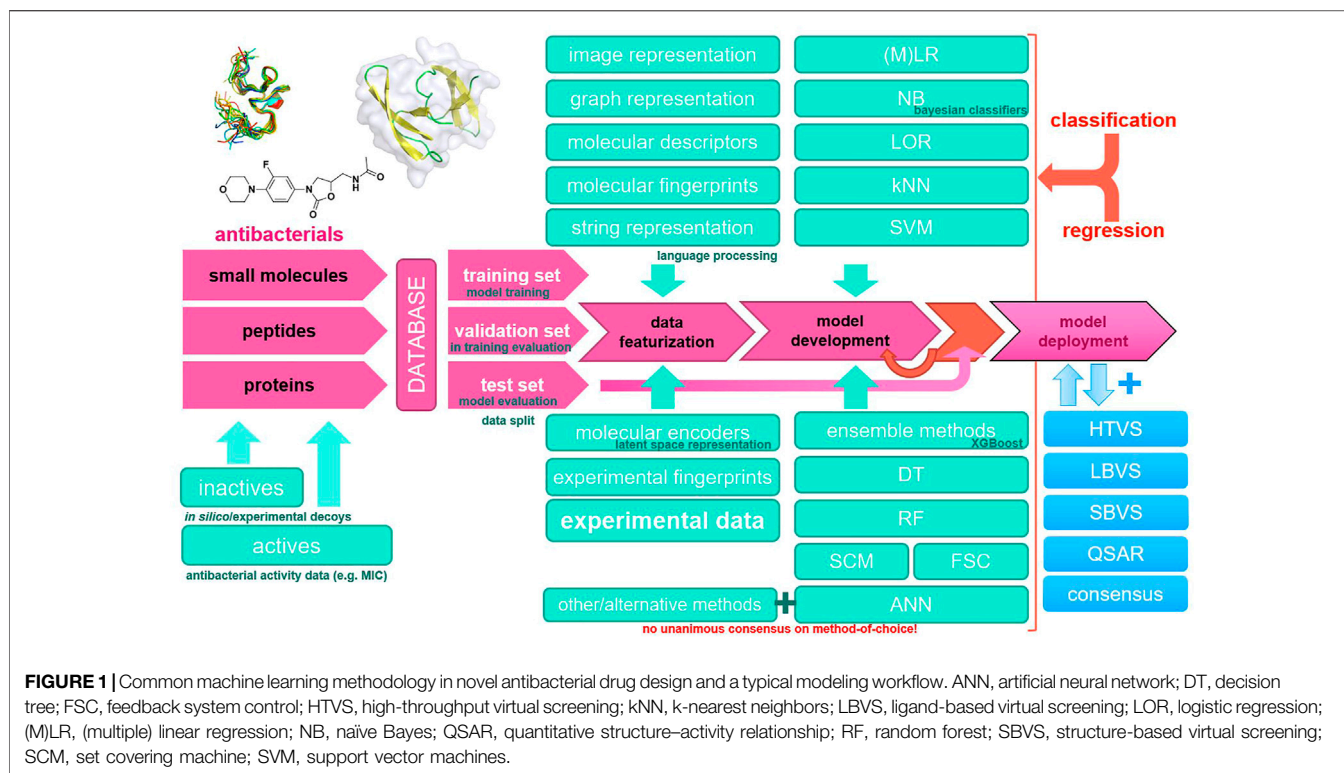 image representation
graph representation
molecular descriptors
molecular fingerprints
string representation
language processing
(M)LR
NB
bayesian classifiers
LOR
kNN
SVM
classification
regression
F
O
N
N
O
O
N
H
O
antibacterials
small molecules
peptides
proteins
DATABASE
training set
model training
validation set
in training evaluation
test set
model evaluation
data split
data
featurization
model
development
model
deployment
inactives
in silico/experimental decoys
actives
antibacterial activity data (e.g. MIC)
molecular encoders
latent space representation
experimental fingerprints
experimental data
other/alternative methods
+
ensemble methods
XGBoost
DT
RF
SCM
FSC
ANN
no unanimous consensus on method-of-choice!
+
HTVS
LBVS
SBVS
QSAR
consensus
FIGURE 1 | Common machine learning methodology in novel antibacterial drug design and a typical modeling workflow. ANN, artificial neural network; DT, decision
tree; FSC, feedback system control; HTVS, high-throughput virtual screening; kNN, k-nearest neighbors; LBVS, ligand-based virtual screening; LOR, logistic regression;
(M)LR, (multiple) linear regression; NB, naïve Bayes; QSAR, quantitative structure–activity relationship; RF, random forest; SBVS, structure-based virtual screening;
SCM, set covering machine; SVM, support vector machines.